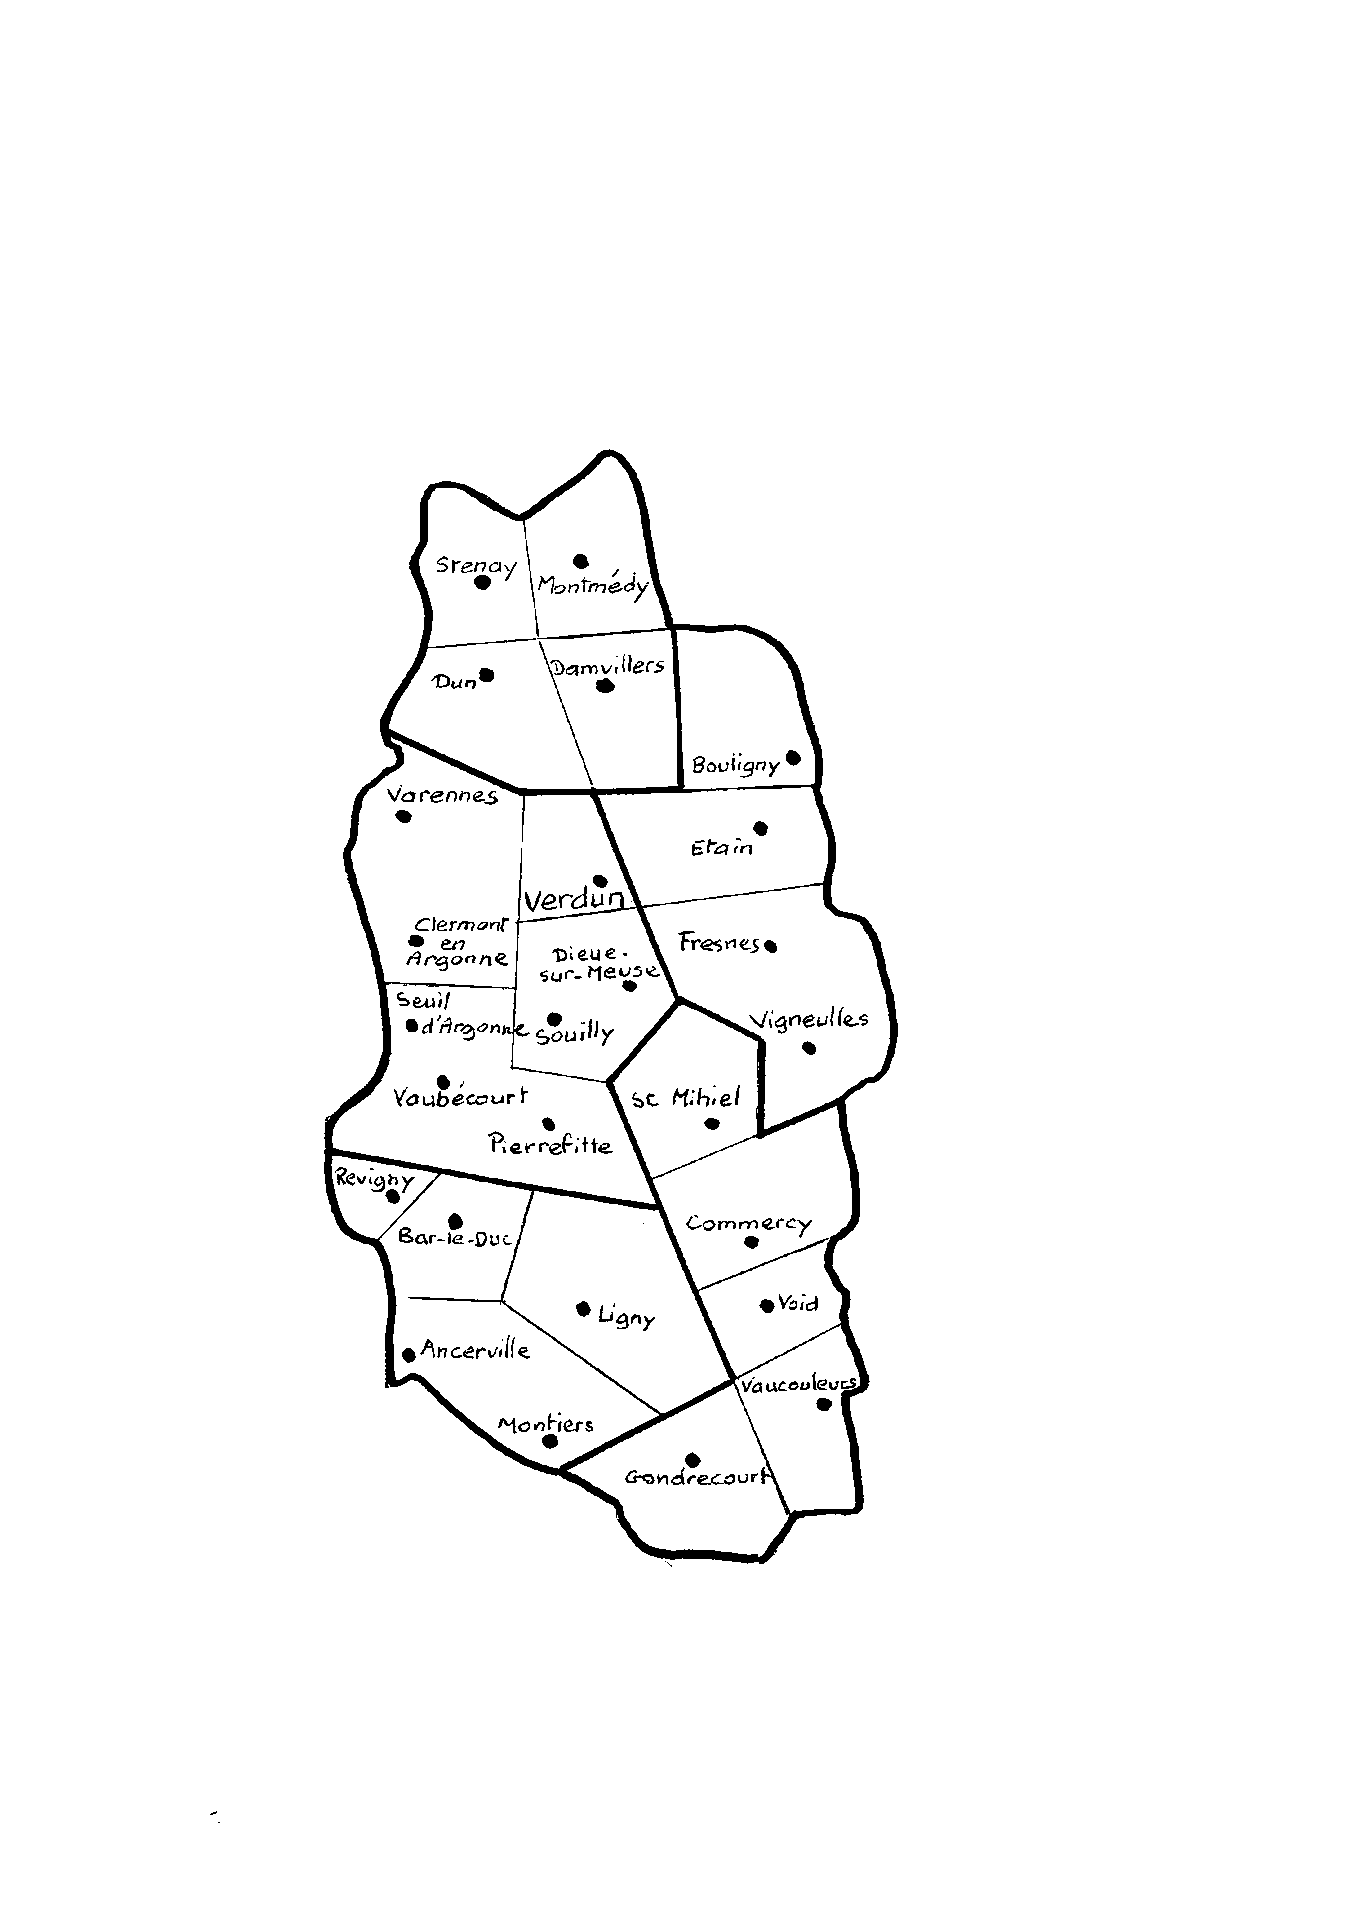 Stenay
Montmédy
Dun
Damvillers
Bouligny
Varennes
Etain
Verdun
Clermont
en
Argonne
Dieue-
sur-Meuse
Fresnes
Seuil
d'Argonne
Souilly
Vigneulles
Vaubécourt
St Mihiel
Pierrefitte
Revigny
Bar-le-Duc
Commercy
Void
Ligny
Ancerville
Vaucouleurs
Montiers
Gondrecourt